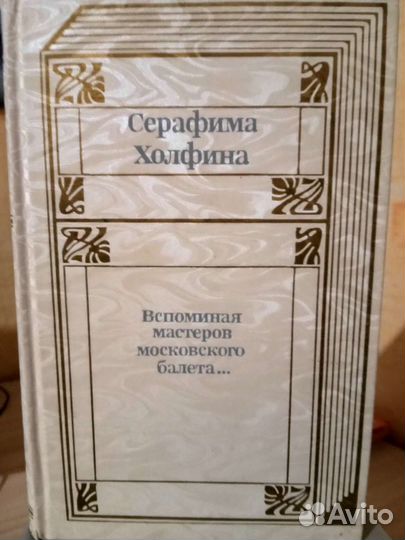 Серафима
Холфина
Вспоминая
мастеров
московского
балета...
Avito